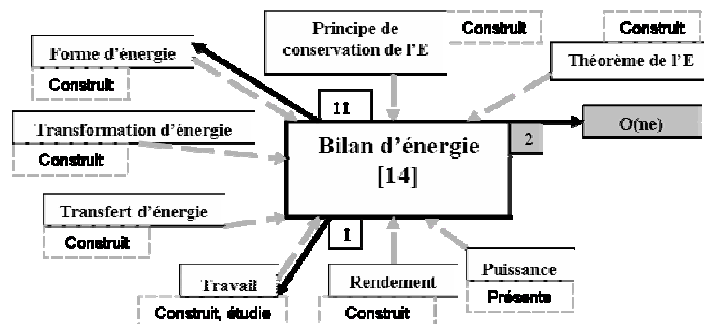 Principe de
conservation de l'E
Construit
Construit
Théorème de l'E
Forme d'énergie
Construit
11
Transformation d'énergie
Construit
Bilan d'énergie
[14]
2
O(ne)
Transfert d'énergie
Construit
1
Travail
Construit, étudie
Rendement
Construit
Puissance
Présente